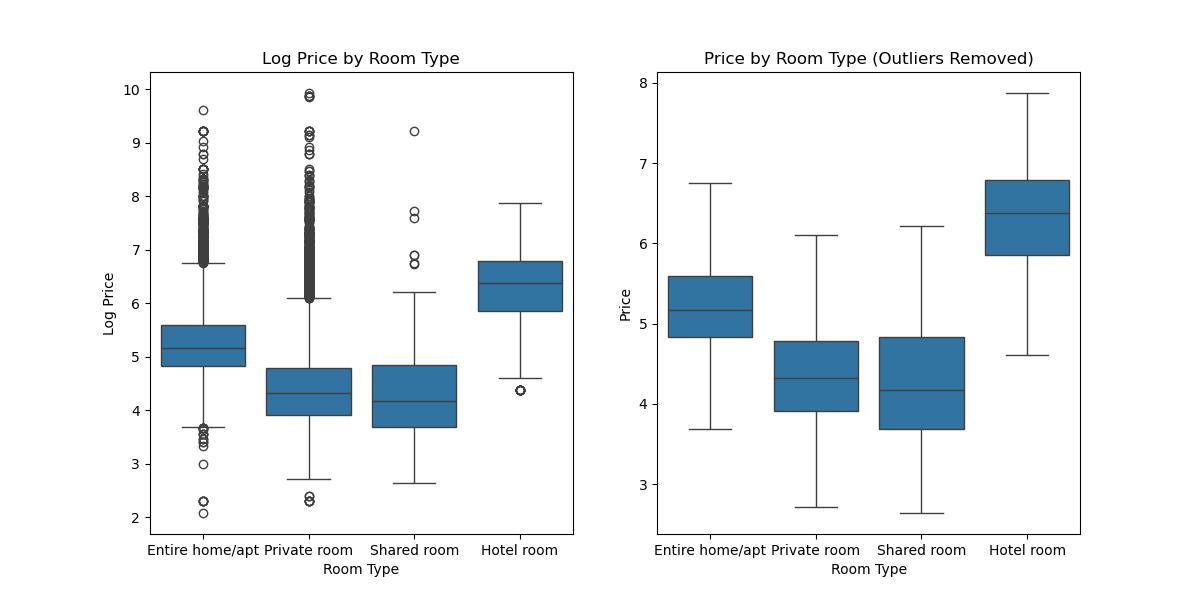 Log Price by Room Type
Log Price
10
9
8
7
6
5
4
3
2
Entire home/apt Private room Shared room Hotel room
Room Type
Price by Room Type (Outliers Removed)
Price
8
7
6
5
4
3
Entire home/apt Private room Shared room Hotel room
Room Type